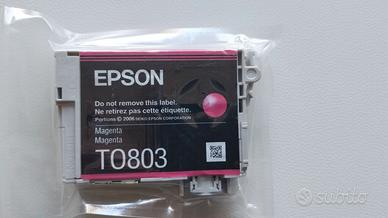 EPSON
Do not remove this label.
Ne retirez pas cette étiquette.
Portions © 2006 SEIKO EPSON CORPORATION
Magenta
Magenta
T0803
subito